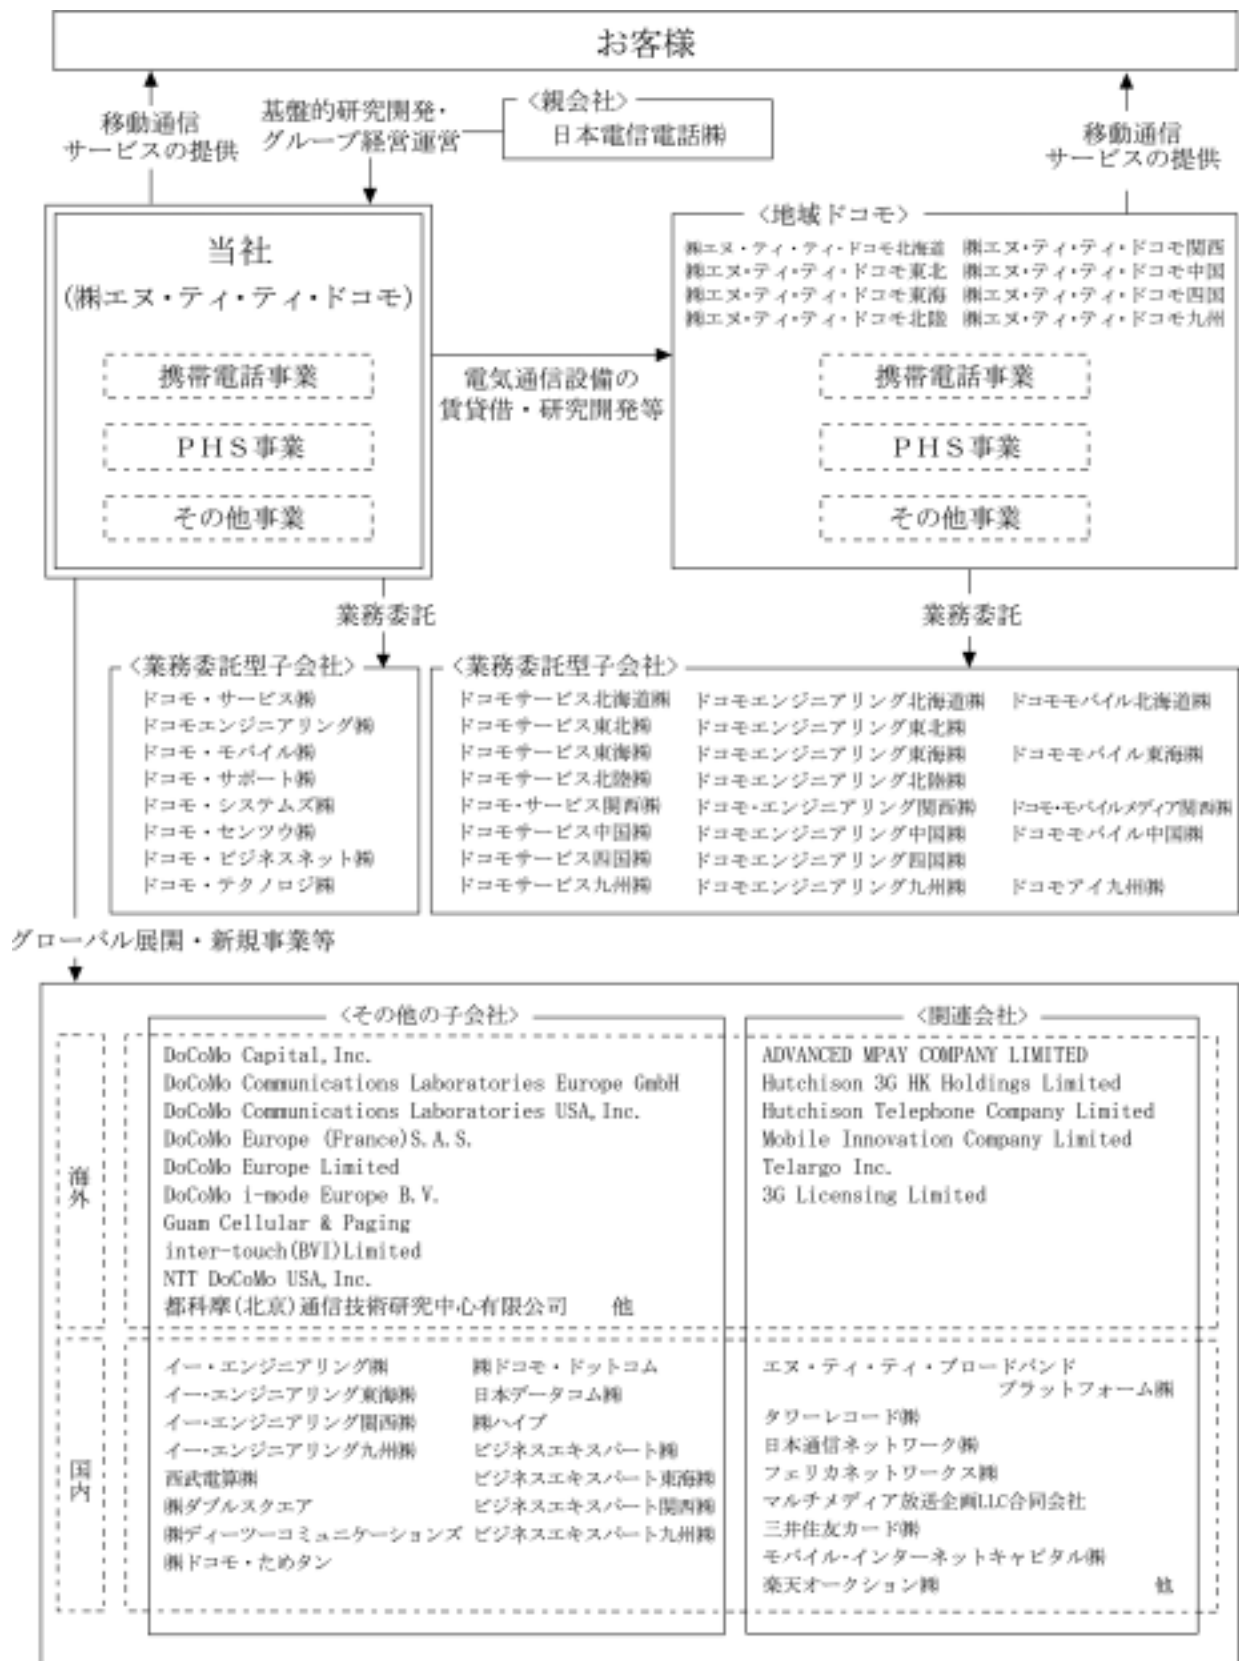 お客様
移動通信
サービスの提供
基盤的研究開発・
グループ経営運営
〈親会社〉
日本電信電話㈱
移動通信
サービスの提供
当社
(㈱エヌ・ティ・ティ・ドコモ)
携帯電話事業
ＰＨＳ事業
その他事業
電気通信設備の
賃貸借・研究開発等
〈地域ドコモ〉
㈱エヌ・ティ・ティ・ドコモ北海道 ㈱エヌ・ティ・ティ・ドコモ関西
㈱エヌ・ティ・ティ・ドコモ東北 ㈱エヌ・ティ・ティ・ドコモ中国
㈱エヌ・ティ・ティ・ドコモ東海 ㈱エヌ・ティ・ティ・ドコモ四国
㈱エヌ・ティ・ティ・ドコモ北陸 ㈱エヌ・ティ・ティ・ドコモ九州
携帯電話事業
ＰＨＳ事業
その他事業
業務委託
業務委託
〈業務委託型子会社〉
ドコモ・サービス㈱
ドコモエンジニアリング㈱
ドコモ・モバイル㈱
ドコモ・サポート㈱
ドコモ・システムズ㈱
ドコモ・センツウ㈱
ドコモ・ビジネスネット㈱
ドコモ・テクノロジ㈱
〈業務委託型子会社〉
ドコモサービス北海道㈱ ドコモエンジニアリング北海道㈱ ドコモモバイル北海道㈱
ドコモサービス東北㈱ ドコモエンジニアリング東北㈱
ドコモサービス東海㈱ ドコモエンジニアリング東海㈱ ドコモモバイル東海㈱
ドコモサービス北陸㈱ ドコモエンジニアリング北陸㈱
ドコモ・サービス関西㈱ ドコモ・エンジニアリング関西㈱ ドコモ・モバイルメディア関西㈱
ドコモサービス中国㈱ ドコモエンジニアリング中国㈱ ドコモモバイル中国㈱
ドコモサービス四国㈱ ドコモエンジニアリング四国㈱
ドコモサービス九州㈱ ドコモエンジニアリング九州㈱ ドコモアイ九州㈱
グローバル展開・新規事業等
〈その他の子会社〉
〈関連会社〉
海外
DoCoMo Capital,Inc.
DoCoMo Communications Laboratories Europe GmbH
DoCoMo Communications Laboratories USA,Inc.
DoCoMo Europe (France)S.A.S.
DoCoMo Europe Limited
DoCoMo i-mode Europe B.V.
Guam Cellular & Paging
inter-touch(BVI)Limited
NTT DoCoMo USA,Inc.
都科摩(北京)通信技術研究中心有限公司 他
ADVANCED MPAY COMPANY LIMITED
Hutchison 3G HK Holdings Limited
Hutchison Telephone Company Limited
Mobile Innovation Company Limited
Telargo Inc.
3G Licensing Limited
国内
イー・エンジニアリング㈱ ㈱ドコモ・ドットコム
イー・エンジニアリング東海㈱ 日本データコム㈱
イー・エンジニアリング関西㈱ ㈱ハイブ
イー・エンジニアリング九州㈱ ビジネスエキスパート㈱
西武電算㈱ ビジネスエキスパート東海㈱
㈱ダブルスクエア ビジネスエキスパート関西㈱
㈱ディーツーコミュニケーションズ ビジネスエキスパート九州㈱
㈱ドコモ・ためタン
エヌ・ティ・ティ・ブロードバンド
プラットフォーム㈱
タワーレコード㈱
日本通信ネットワーク㈱
フェリカネットワークス㈱
マルチメディア放送企画LLC合同会社
三井住友カード㈱
モバイル・インターネットキャピタル㈱
楽天オークション㈱ 他